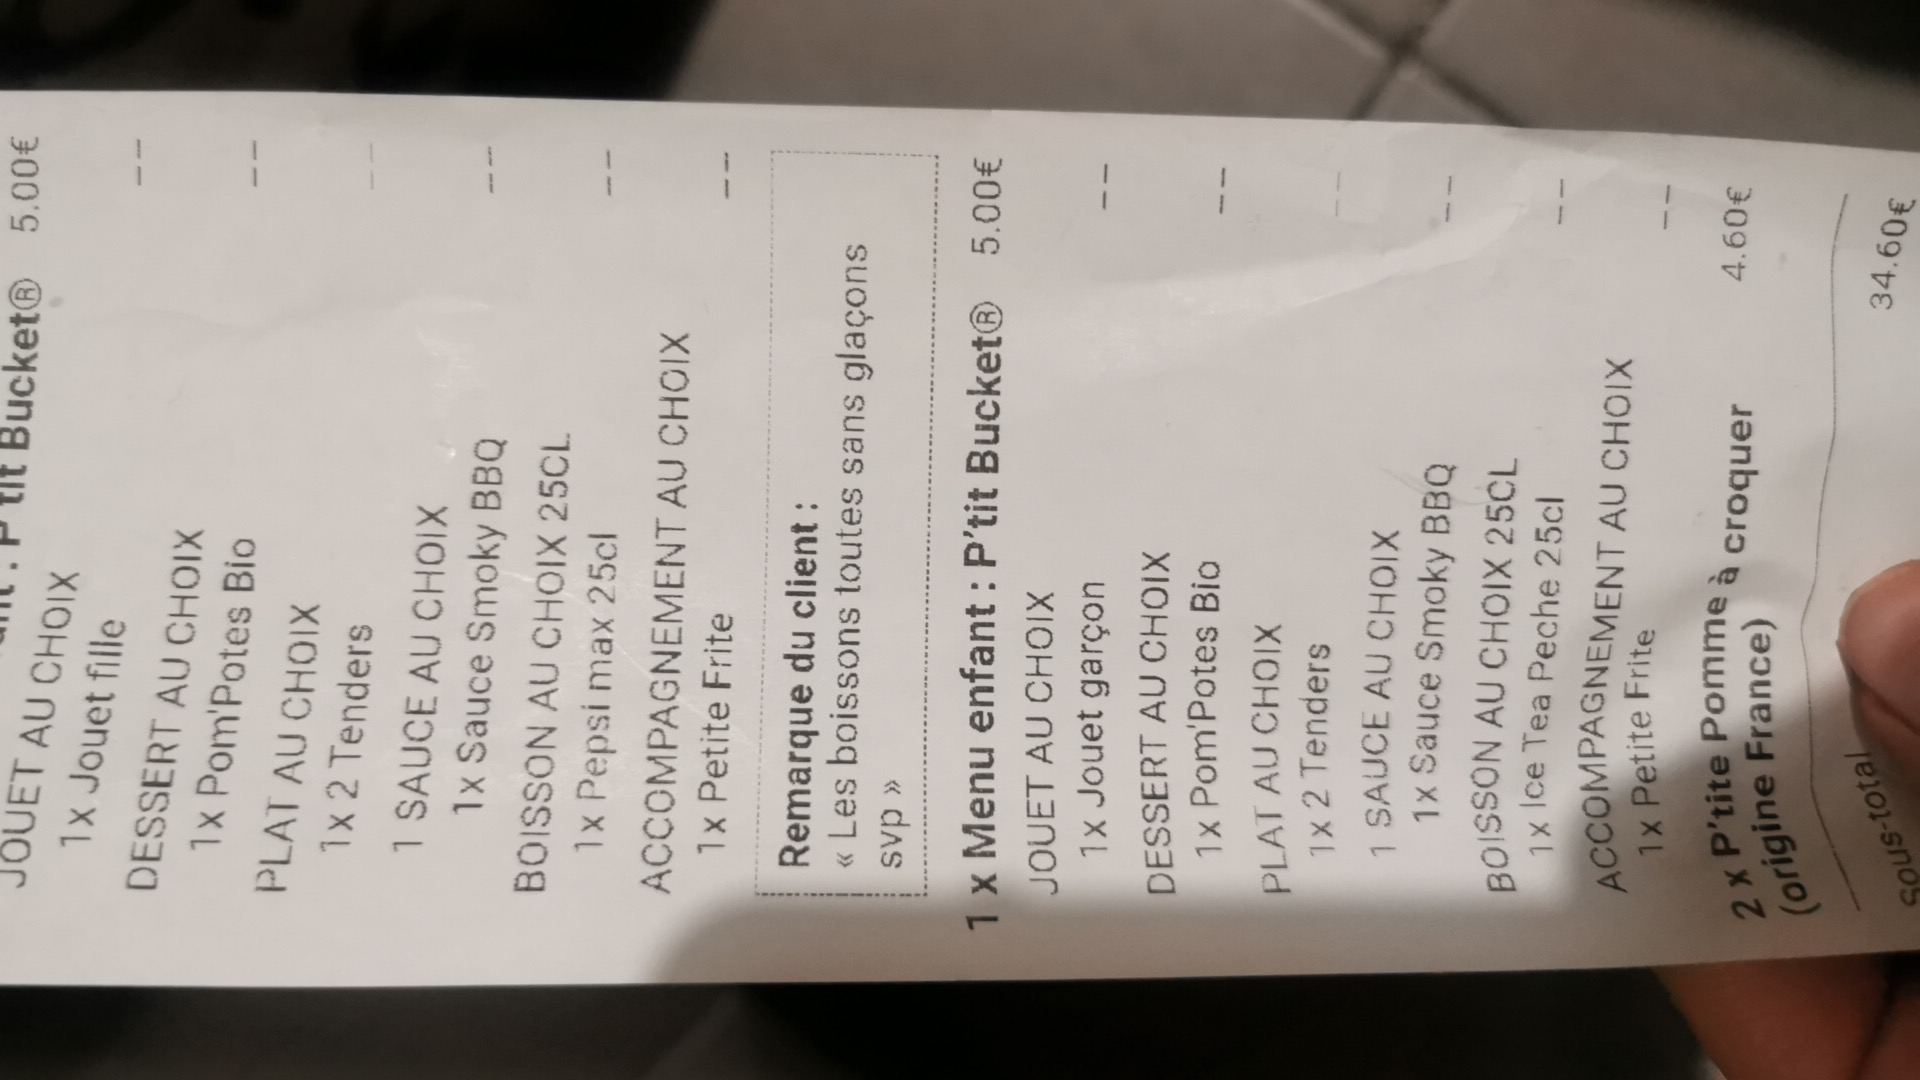 : P'tit Bucket® 5.00€
JOUET AU CHOIX
1x Jouet fille --
DESSERT AU CHOIX
1x Pom'Potes Bio --
PLAT AU CHOIX
1x 2 Tenders --
1 SAUCE AU CHOIX
1x Sauce Smoky BBQ --
BOISSON AU CHOIX 25CL
1x Pepsi max 25cl --
ACCOMPAGNEMENT AU CHOIX
1x Petite Frite --
Remarque du client :
« Les boissons toutes sans glaçons
svp »
1 x Menu enfant : P'tit Bucket® 5.00€
JOUET AU CHOIX
1x Jouet garçon --
DESSERT AU CHOIX
1x Pom'Potes Bio --
PLAT AU CHOIX
1x 2 Tenders --
1 SAUCE AU CHOIX
1x Sauce Smoky BBQ --
BOISSON AU CHOIX 25CL
1x Ice Tea Peche 25cl --
ACCOMPAGNEMENT AU CHOIX
1x Petite Frite --
2 x P'tite Pomme à croquer 4.60€
(origine France)
Sous-total 34.60€